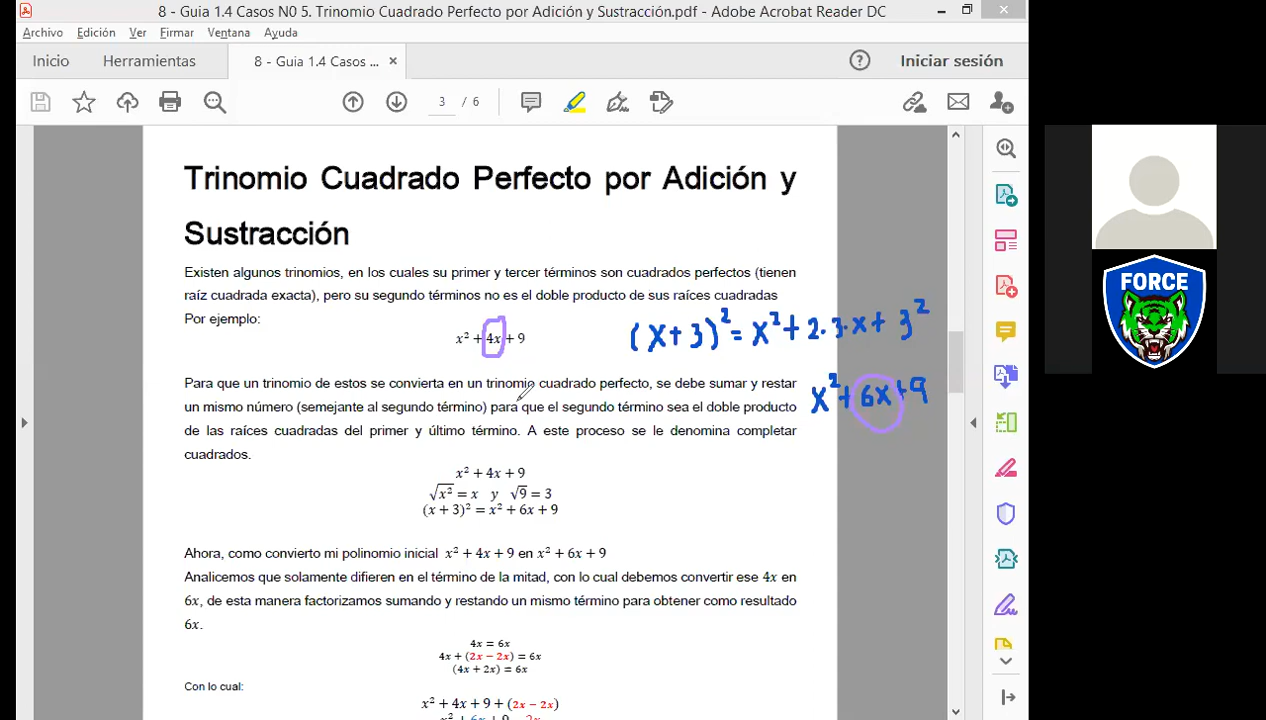 8 - Guia 1.4 Casos N0 5. Trinomio Cuadrado Perfecto por Adición y Sustracción.pdf - Adobe Acrobat Reader DC
Archivo Edición Ver Firmar Ventana Ayuda
Inicio Herramientas 8 - Guia 1.4 Casos ... × Iniciar sesión
3 / 6
Trinomio Cuadrado Perfecto por Adición y
Sustracción
Existen algunos trinomios, en los cuales su primer y tercer términos son cuadrados perfectos (tienen
raíz cuadrada exacta), pero su segundo términos no es el doble producto de sus raíces cuadradas
Por ejemplo:
x² + 4x + 9
(x+3)² = x² + 2·3·x + 3²
x² + 6x + 9
Para que un trinomio de estos se convierta en un trinomio cuadrado perfecto, se debe sumar y restar
un mismo número (semejante al segundo término) para que el segundo término sea el doble producto
de las raíces cuadradas del primer y último término. A este proceso se le denomina completar
cuadrados.
x² + 4x + 9
√x² = x y √9 = 3
(x + 3)² = x² + 6x + 9
Ahora, como convierto mi polinomio inicial x² + 4x + 9 en x² + 6x + 9
Analicemos que solamente difieren en el término de la mitad, con lo cual debemos convertir ese 4x en
6x, de esta manera factorizamos sumando y restando un mismo término para obtener como resultado
6x.
4x = 6x
4x + (2x − 2x) = 6x
(4x + 2x) = 6x
Con lo cual:
x² + 4x + 9 + (2x − 2x)
x² + 6x + 9 − 2x
FORCE